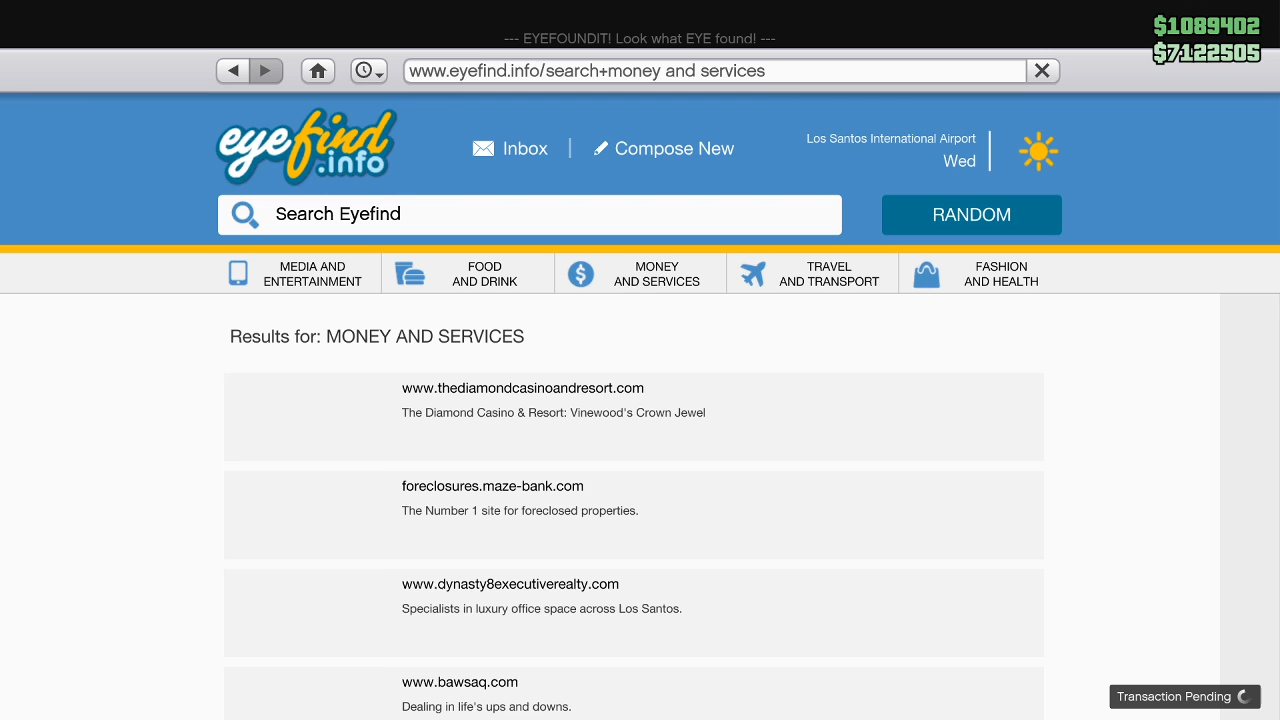 $1089402
--- EYEFOUNDIT! Look what EYE found! ---
$7122505
www.eyefind.info/search+money and services
eyefind
.info
Inbox
Compose New
Los Santos International Airport
Wed
Search Eyefind
RANDOM
MEDIA AND
ENTERTAINMENT
FOOD
AND DRINK
MONEY
AND SERVICES
TRAVEL
AND TRANSPORT
FASHION
AND HEALTH
Results for: MONEY AND SERVICES
www.thediamondcasinoandresort.com
The Diamond Casino & Resort: Vinewood's Crown Jewel
foreclosures.maze-bank.com
The Number 1 site for foreclosed properties.
www.dynasty8executiverealty.com
Specialists in luxury office space across Los Santos.
www.bawsaq.com
Dealing in life's ups and downs.
Transaction Pending